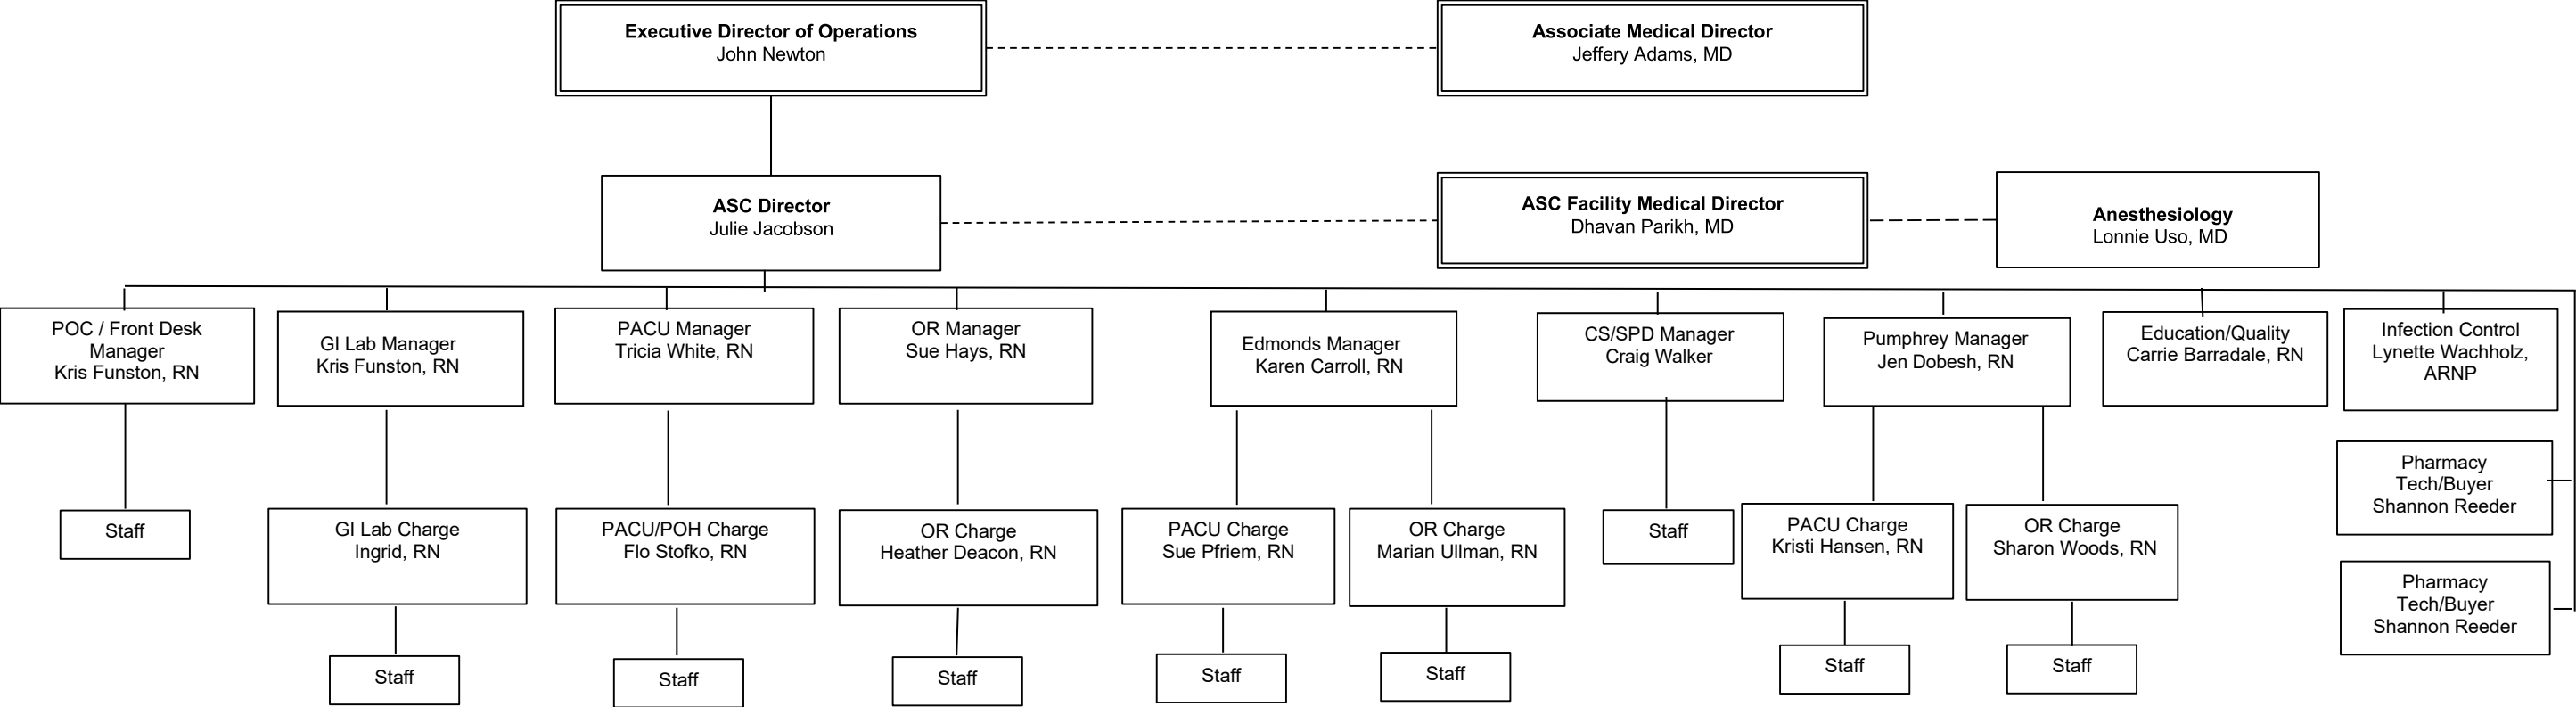 Executive Director of Operations
John Newton
Associate Medical Director
Jeffery Adams, MD
ASC Director
Julie Jacobson
ASC Facility Medical Director
Dhavan Parikh, MD
Anesthesiology
Lonnie Uso, MD
POC / Front Desk
Manager
Kris Funston, RN
GI Lab Manager
Kris Funston, RN
PACU Manager
Tricia White, RN
OR Manager
Sue Hays, RN
Edmonds Manager
Karen Carroll, RN
CS/SPD Manager
Craig Walker
Pumphrey Manager
Jen Dobesh, RN
Education/Quality
Carrie Barradale, RN
Infection Control
Lynette Wachholz,
ARNP
Pharmacy
Tech/Buyer
Shannon Reeder
Staff
GI Lab Charge
Ingrid, RN
PACU/POH Charge
Flo Stofko, RN
OR Charge
Heather Deacon, RN
PACU Charge
Sue Pfriem, RN
OR Charge
Marian Ullman, RN
Staff
PACU Charge
Kristi Hansen, RN
OR Charge
Sharon Woods, RN
Pharmacy
Tech/Buyer
Shannon Reeder
Staff
Staff
Staff
Staff
Staff
Staff
Staff